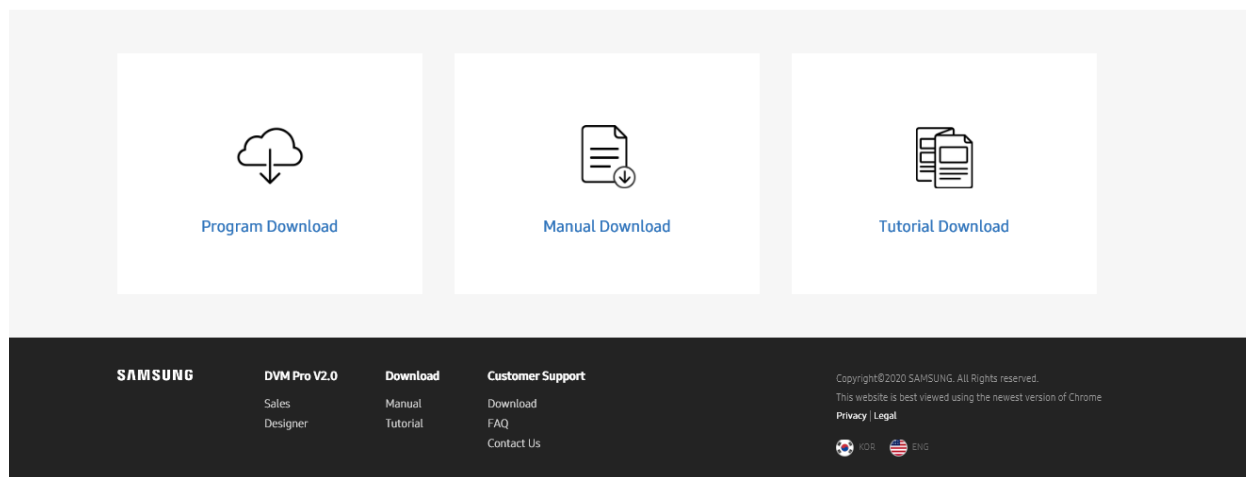 Program Download
Manual Download
Tutorial Download
SAMSUNG
DVM Pro V2.0
Sales
Designer
Download
Manual
Tutorial
Customer Support
Download
FAQ
Contact Us
Copyright©2020 SAMSUNG. All Rights reserved.
This website is best viewed using the newest version of Chrome
Privacy | Legal
KOR ENG